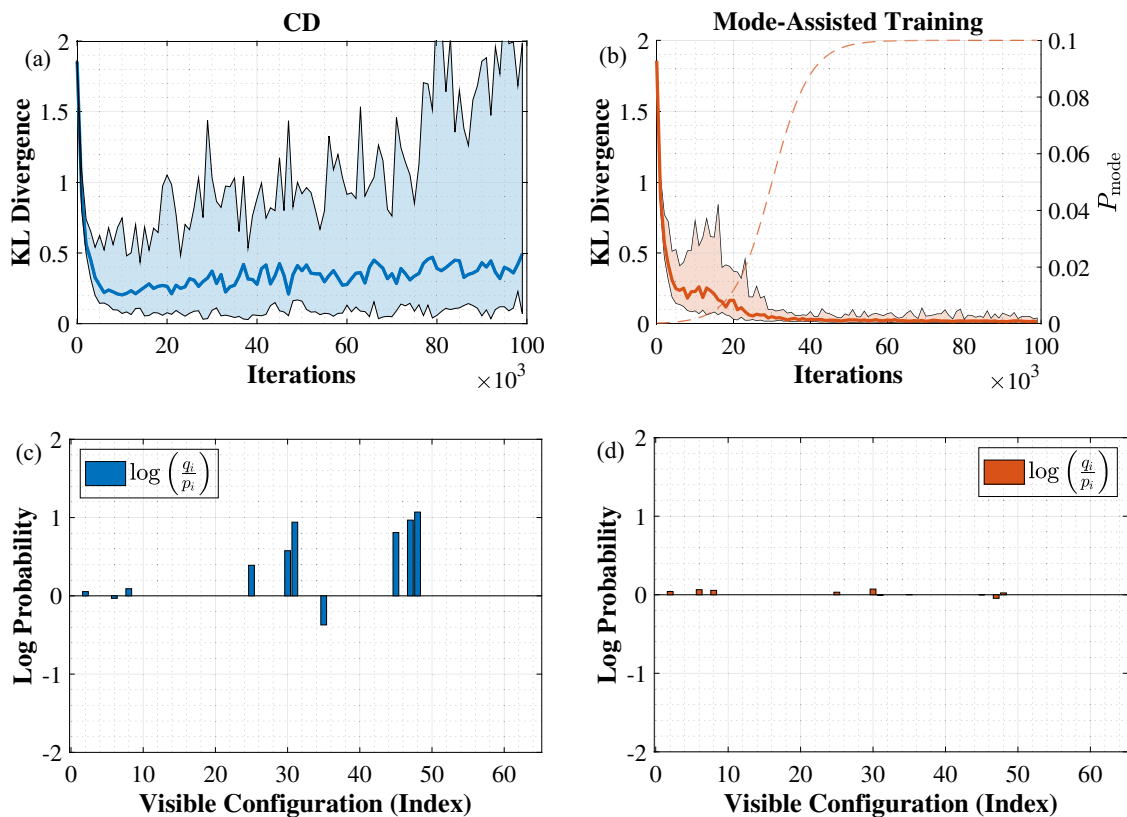 CD
(a)
2
1.5
1
0.5
0
KL Divergence
0 20 40 60 80 100
Iterations
×10³
Mode-Assisted Training
(b)
2
1.5
1
0.5
0
KL Divergence
0.1
0.08
0.06
0.04
0.02
0
P_mode
0 20 40 60 80 100
Iterations
×10³
(c)
log (q_i/p_i)
2
1
0
-1
-2
Log Probability
0 10 20 30 40 50 60
Visible Configuration (Index)
(d)
log (q_i/p_i)
2
1
0
-1
-2
Log Probability
0 10 20 30 40 50 60
Visible Configuration (Index)